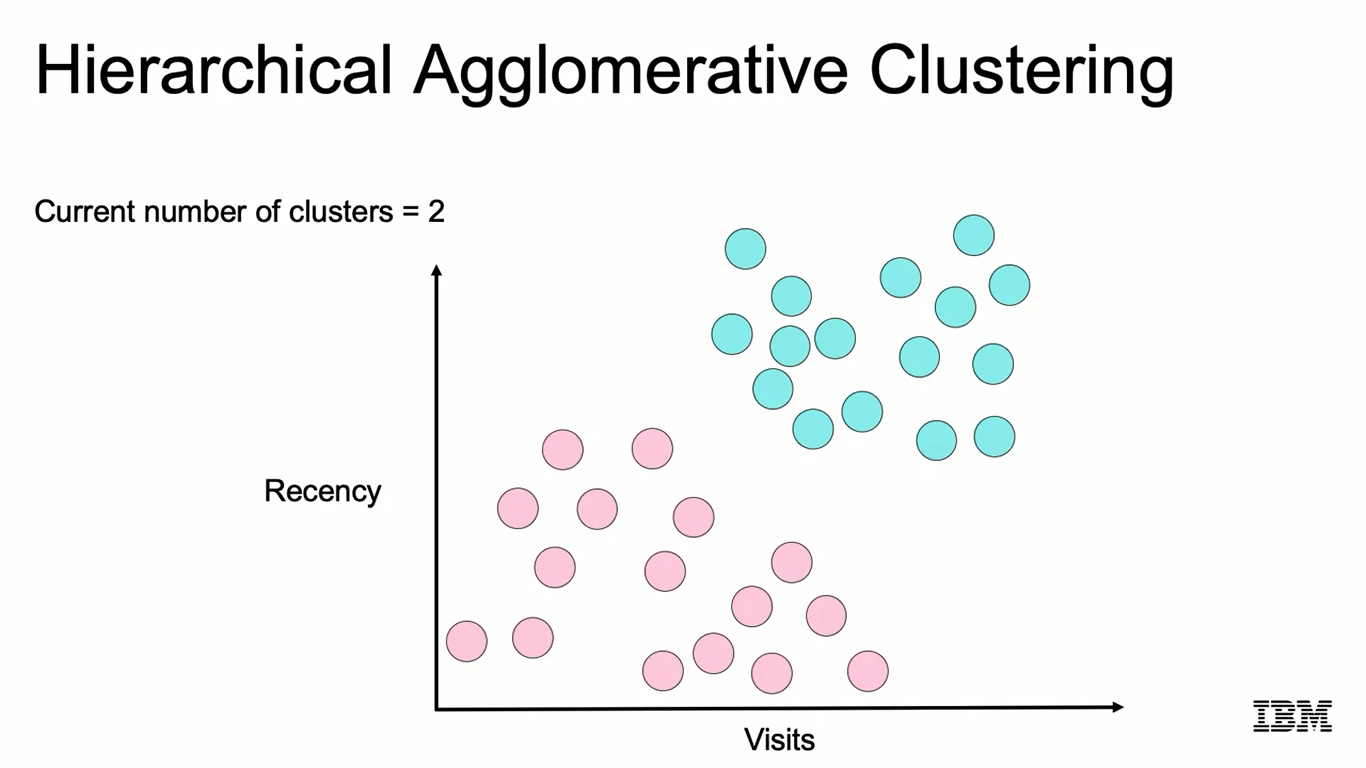 Hierarchical Agglomerative Clustering
Current number of clusters = 2
Recency
Visits
IBM